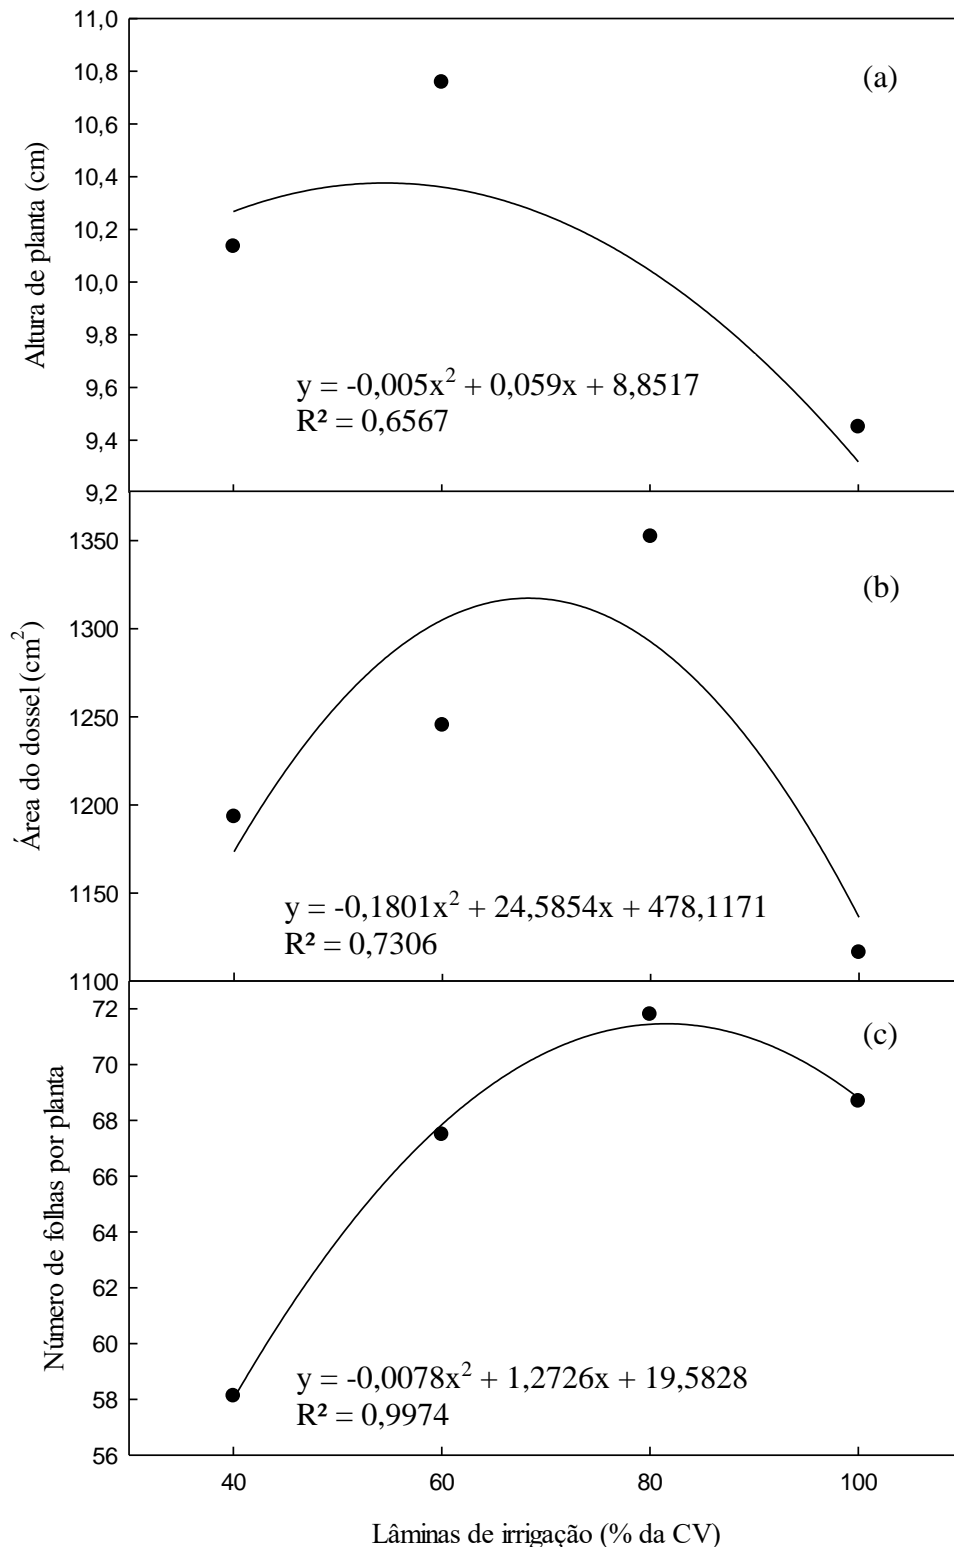 11,0
10,8
10,6
10,4
10,2
10,0
9,8
9,6
9,4
9,2
Altura de planta (cm)
(a)
y = -0,005x² + 0,059x + 8,8517
R² = 0,6567
1350
1300
1250
1200
1150
1100
Área do dossel (cm²)
(b)
y = -0,1801x² + 24,5854x + 478,1171
R² = 0,7306
72
70
68
66
64
62
60
58
56
Número de folhas por planta
(c)
y = -0,0078x² + 1,2726x + 19,5828
R² = 0,9974
40 60 80 100
Lâminas de irrigação (% da CV)